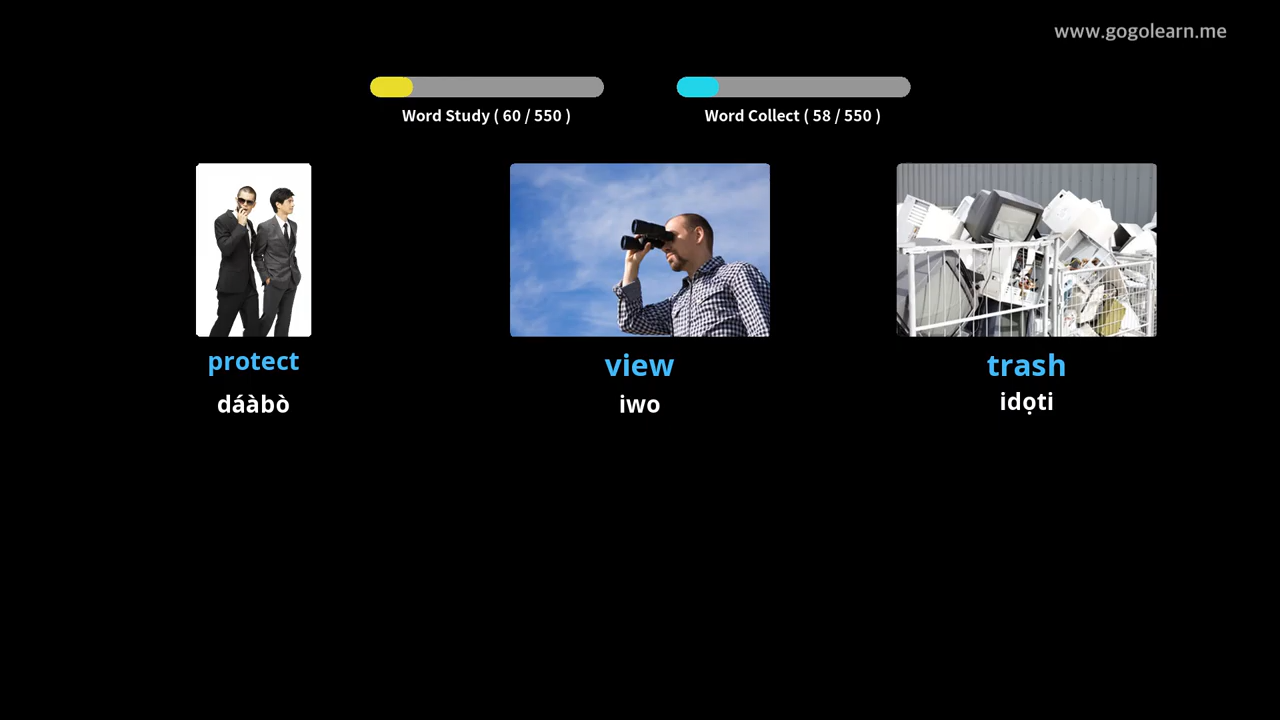 www.gogolearn.me
Word Study ( 60 / 550 )
Word Collect ( 58 / 550 )
protect
dáàbò
view
iwo
trash
idọti